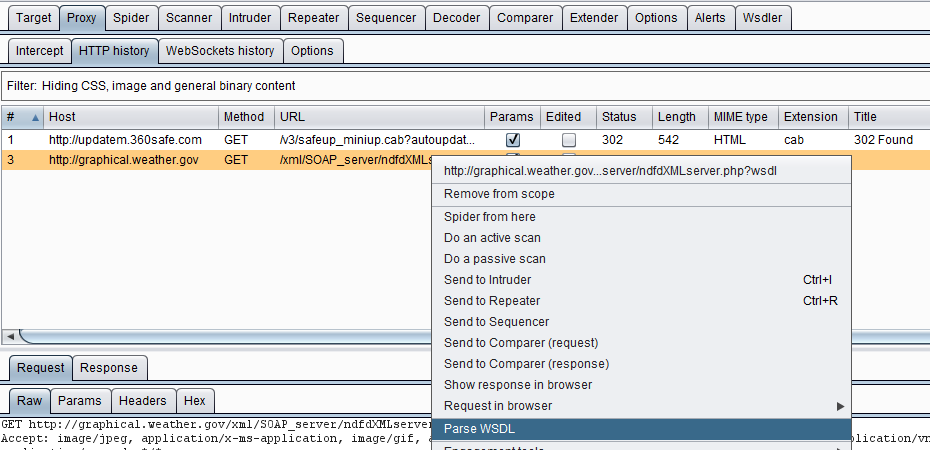 Target Proxy Spider Scanner Intruder Repeater Sequencer Decoder Comparer Extender Options Alerts Wsdler
Intercept HTTP history WebSockets history Options
Filter: Hiding CSS, image and general binary content
# Host Method URL Params Edited Status Length MIME type Extension Title
1 http://updatem.360safe.com GET /v3/safeup_miniup.cab?autoupdat... 302 542 HTML cab 302 Found
3 http://graphical.weather.gov GET /xml/SOAP_server/ndfdXMLs
http://graphical.weather.gov...server/ndfdXMLserver.php?wsdl
Remove from scope
Spider from here
Do an active scan
Do a passive scan
Send to Intruder Ctrl+I
Send to Repeater Ctrl+R
Send to Sequencer
Send to Comparer (request)
Send to Comparer (response)
Show response in browser
Request in browser
Parse WSDL
Request Response
Raw Params Headers Hex
GET http://graphical.weather.gov/xml/SOAP_server/ndfdXMLserver
Accept: image/jpeg, application/x-ms-application, image/gif,